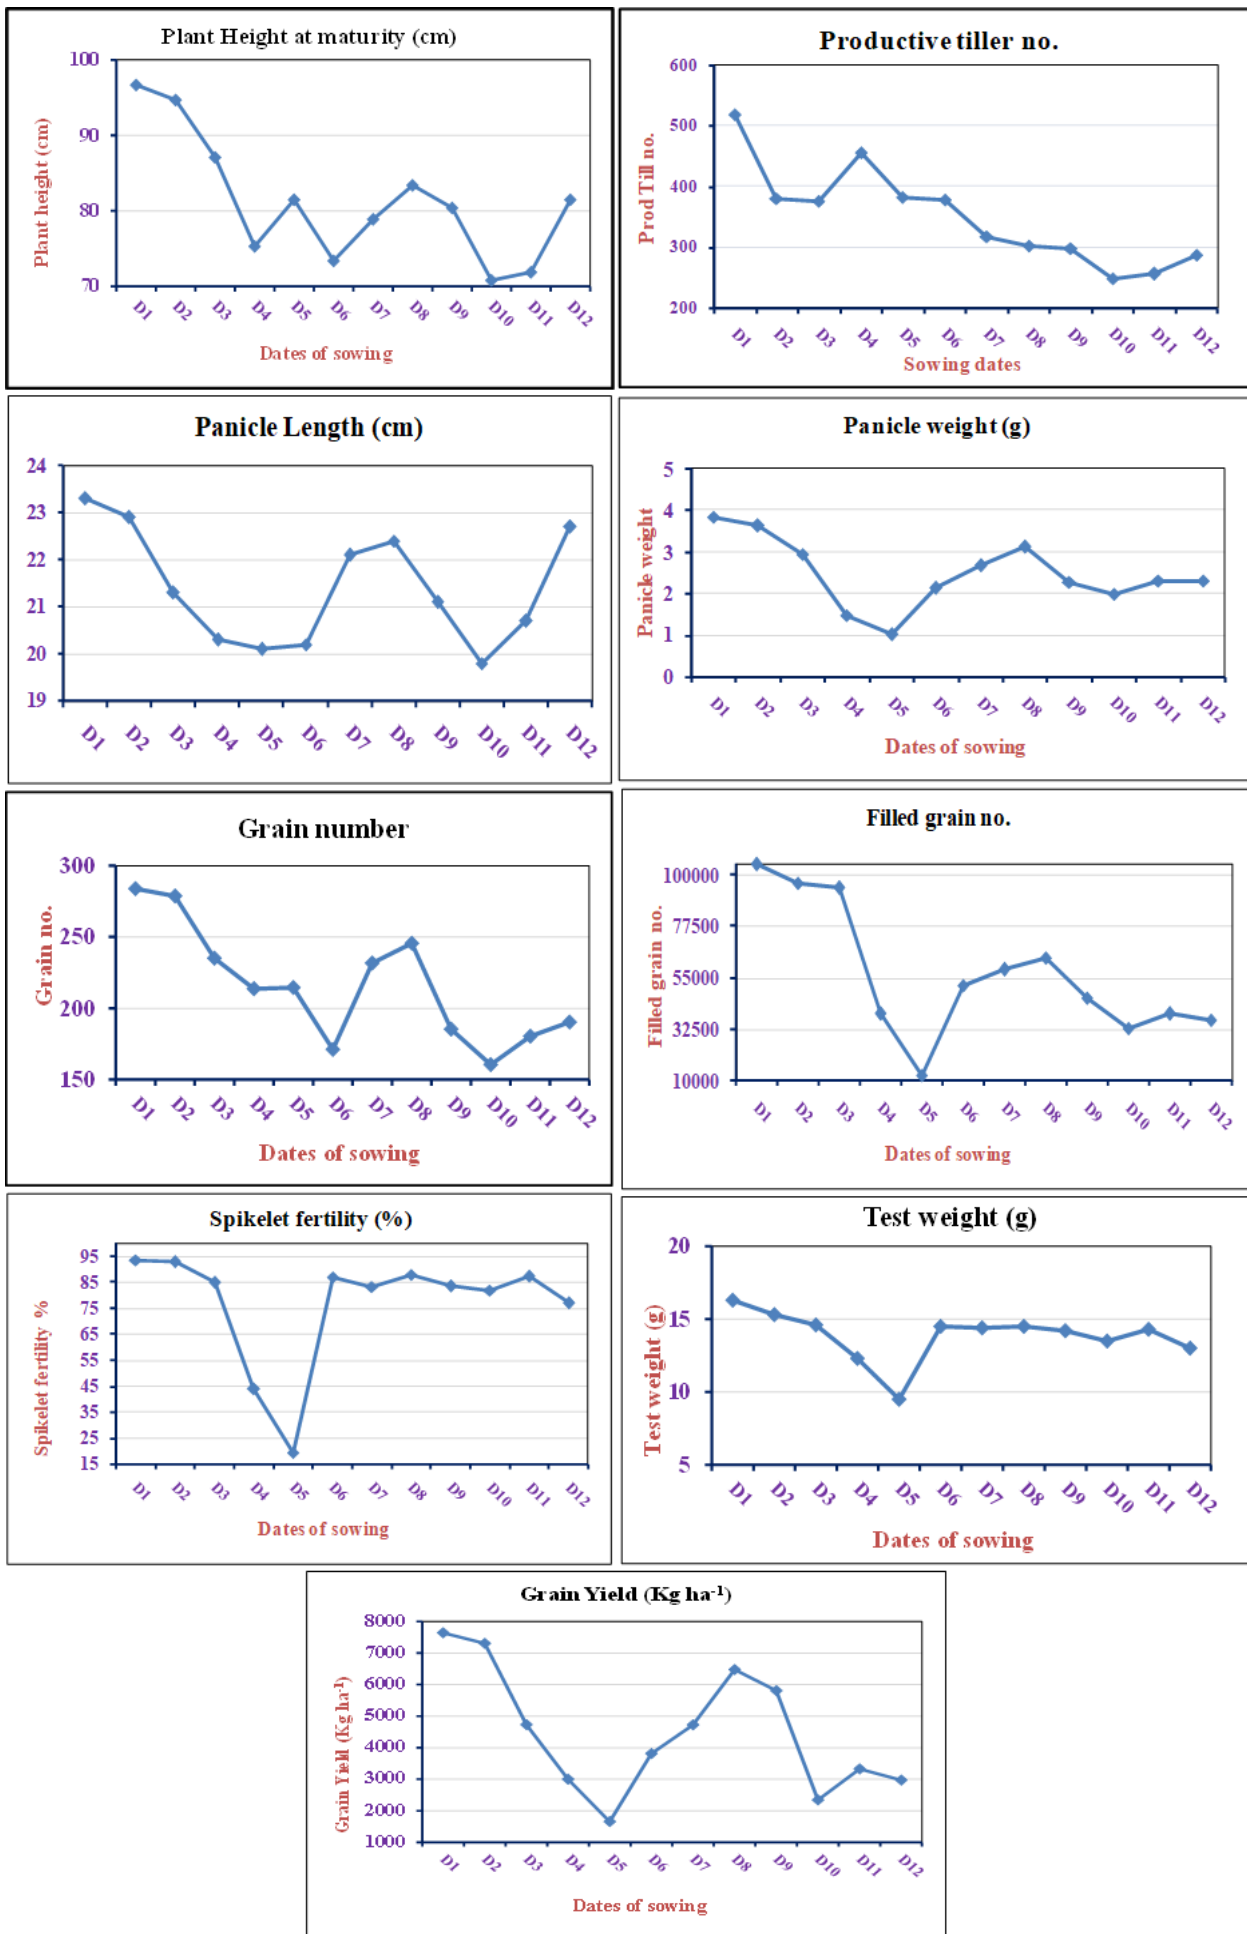 Plant Height at maturity (cm)
100
90
80
70
Plant height (cm)
D1 D2 D3 D4 D5 D6 D7 D8 D9 D10 D11 D12
Dates of sowing
Productive tiller no.
600
500
400
300
200
Prod Till no.
D1 D2 D3 D4 D5 D6 D7 D8 D9 D10 D11 D12
Sowing dates
Panicle Length (cm)
24
23
22
21
20
19
D1 D2 D3 D4 D5 D6 D7 D8 D9 D10 D11 D12
Panicle weight (g)
5
4
3
2
1
0
Panicle weight
D1 D2 D3 D4 D5 D6 D7 D8 D9 D10 D11 D12
Dates of sowing
Grain number
300
250
200
150
Grain no.
D1 D2 D3 D4 D5 D6 D7 D8 D9 D10 D11 D12
Dates of sowing
Filled grain no.
100000
77500
55000
32500
10000
Filled grain no.
D1 D2 D3 D4 D5 D6 D7 D8 D9 D10 D11 D12
Dates of sowing
Spikelet fertility (%)
95
85
75
65
55
45
35
25
15
Spikelet fertility %
D1 D2 D3 D4 D5 D6 D7 D8 D9 D10 D11 D12
Dates of sowing
Test weight (g)
20
15
10
5
Test weight (g)
D1 D2 D3 D4 D5 D6 D7 D8 D9 D10 D11 D12
Dates of sowing
Grain Yield (Kg ha⁻¹)
8000
7000
6000
5000
4000
3000
2000
1000
Grain Yield (Kg ha⁻¹)
D1 D2 D3 D4 D5 D6 D7 D8 D9 D10 D11 D12
Dates of sowing